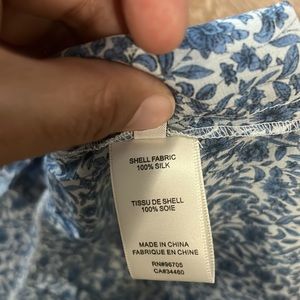 SHELL FABRIC
100% SILK
TISSU DE SHELL
100% SOIE
MADE IN CHINA
FABRIQUE EN CHINE
RN#96705
CA#34460